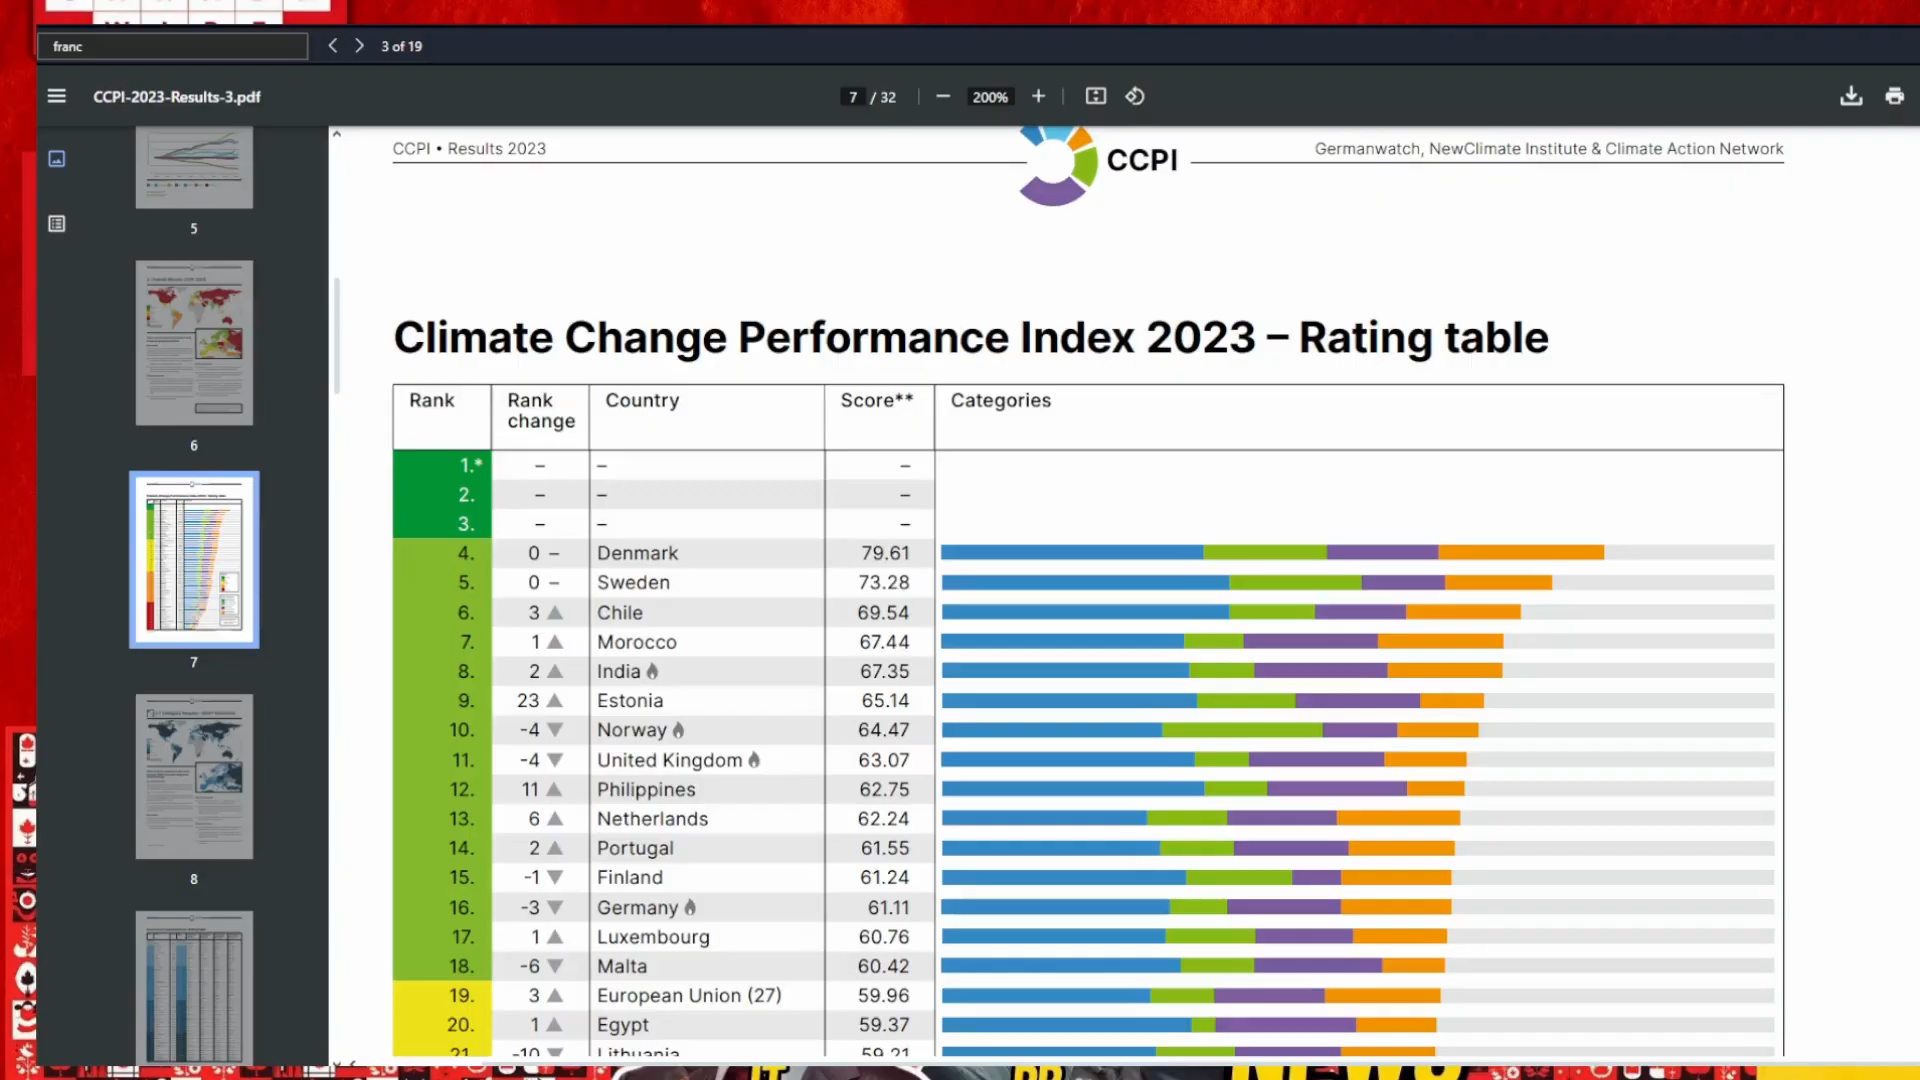 franc
3 of 19
CCPI-2023-Results-3.pdf
7 / 32
200%
5
6
7
8
CCPI • Results 2023
CCPI
Germanwatch, NewClimate Institute & Climate Action Network
Climate Change Performance Index 2023 – Rating table
Rank Rank change Country Score** Categories
1.* – – –
2. – – –
3. – – –
4. 0 – Denmark 79.61
5. 0 – Sweden 73.28
6. 3 ▲ Chile 69.54
7. 1 ▲ Morocco 67.44
8. 2 ▲ India 67.35
9. 23 ▲ Estonia 65.14
10. -4 ▼ Norway 64.47
11. -4 ▼ United Kingdom 63.07
12. 11 ▲ Philippines 62.75
13. 6 ▲ Netherlands 62.24
14. 2 ▲ Portugal 61.55
15. -1 ▼ Finland 61.24
16. -3 ▼ Germany 61.11
17. 1 ▲ Luxembourg 60.76
18. -6 ▼ Malta 60.42
19. 3 ▲ European Union (27) 59.96
20. 1 ▲ Egypt 59.37
21. -10 ▼ Lithuania 59.21